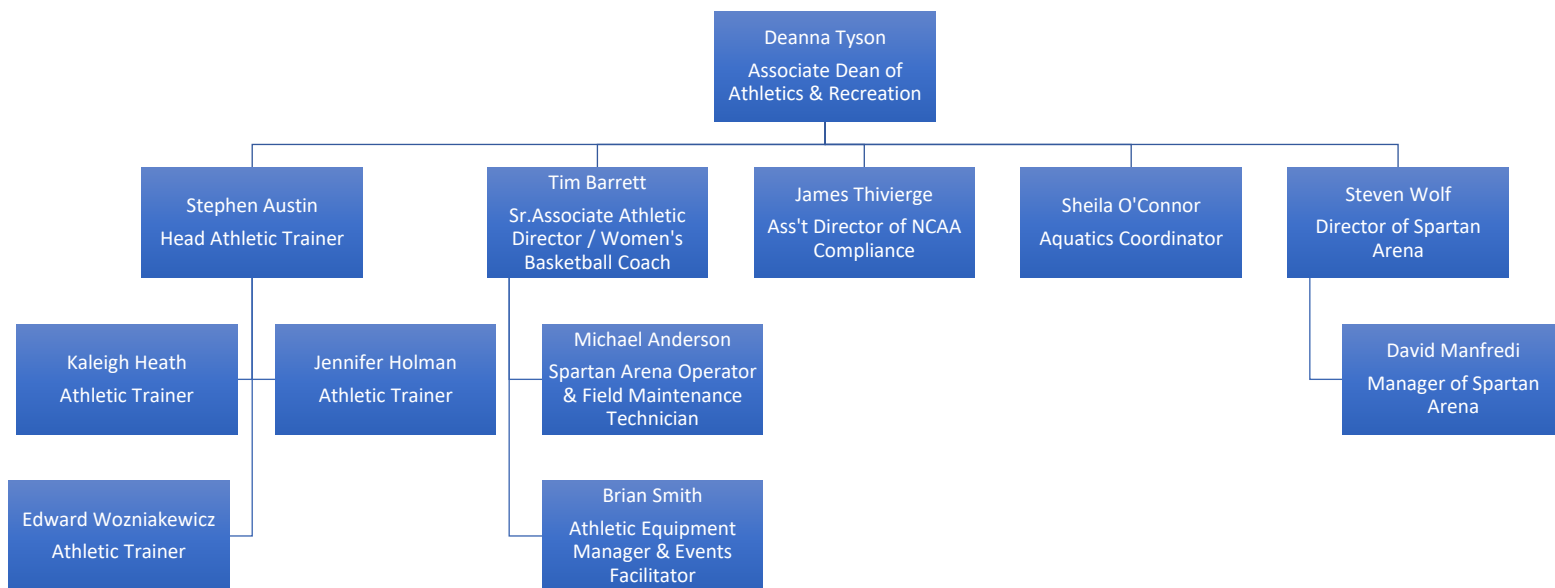 Deanna Tyson
Associate Dean of
Athletics & Recreation
Stephen Austin
Head Athletic Trainer
Tim Barrett
Sr.Associate Athletic
Director / Women's
Basketball Coach
James Thivierge
Ass't Director of NCAA
Compliance
Sheila O'Connor
Aquatics Coordinator
Steven Wolf
Director of Spartan
Arena
Kaleigh Heath
Athletic Trainer
Jennifer Holman
Athletic Trainer
Michael Anderson
Spartan Arena Operator
& Field Maintenance
Technician
David Manfredi
Manager of Spartan
Arena
Edward Wozniakewicz
Athletic Trainer
Brian Smith
Athletic Equipment
Manager & Events
Facilitator